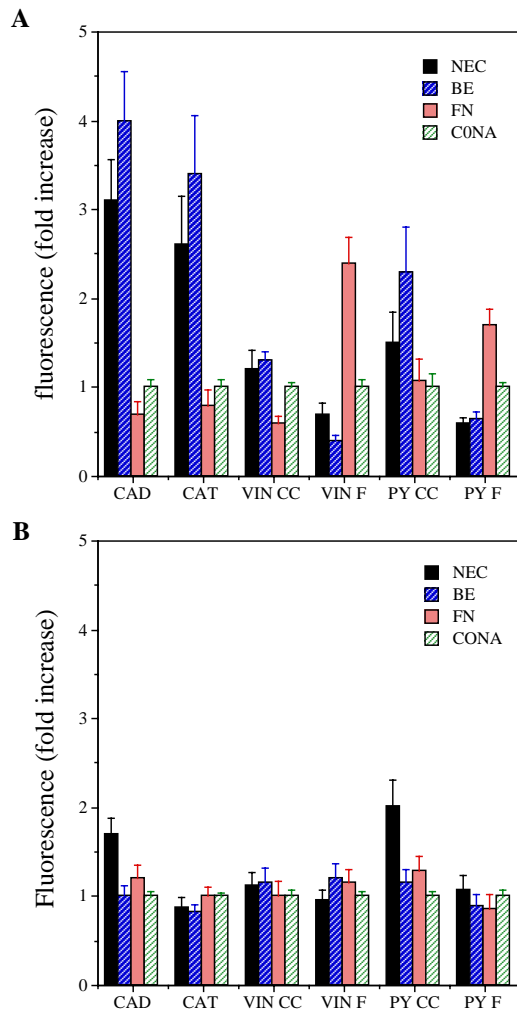 A
5
4
3
2
1
0
fluorescence (fold increase)
NEC
BE
FN
C0NA
CAD CAT VIN CC VIN F PY CC PY F
B
5
4
3
2
1
0
Fluorescence (fold increase)
NEC
BE
FN
CONA
CAD CAT VIN CC VIN F PY CC PY F